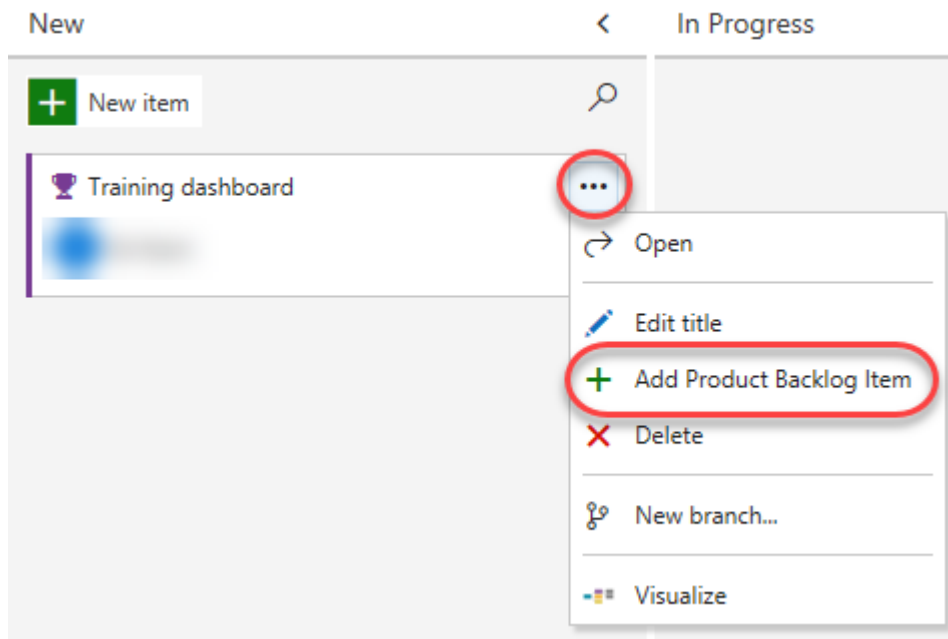 New
In Progress
New item
Training dashboard
Open
Edit title
Add Product Backlog Item
Delete
New branch...
Visualize